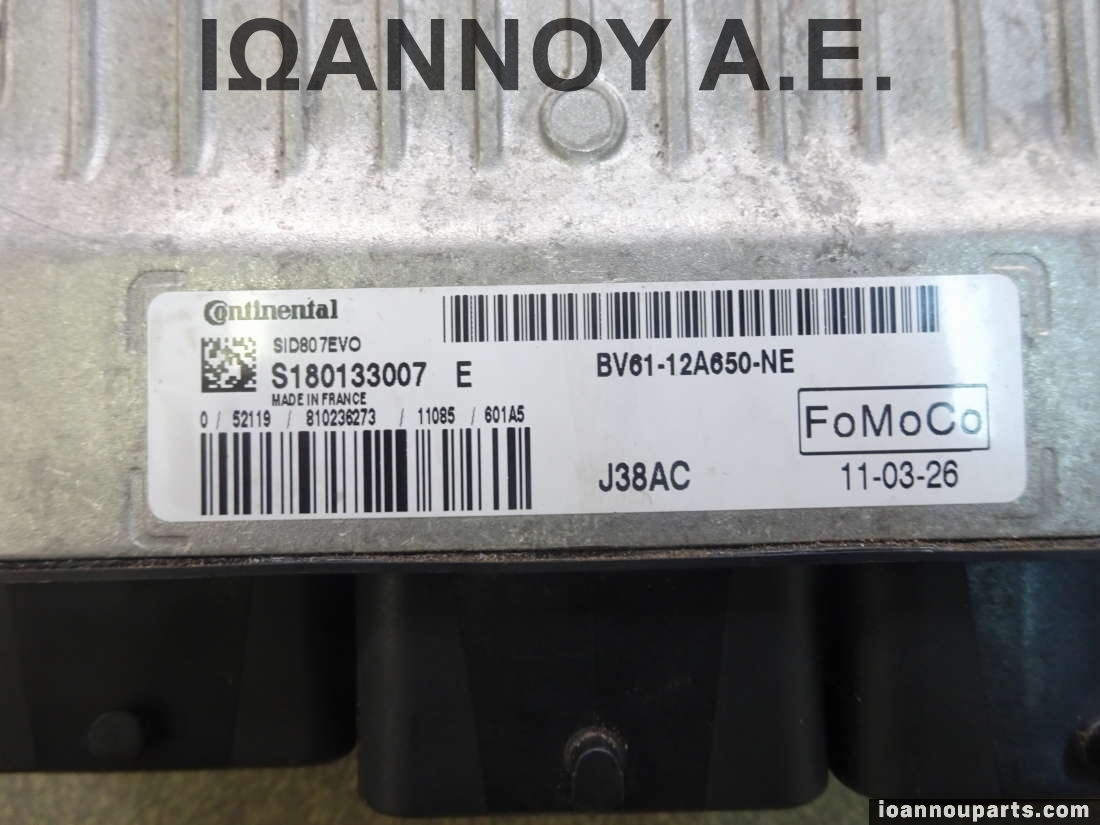 ΙΩΑΝΝΟΥ Α.Ε.
Continental
SID807EVO
S180133007 E
MADE IN FRANCE
0 / 52119 / 810236273 / 11085 / 601A5
BV61-12A650-NE
FoMoCo
J38AC
11-03-26
ioannouparts.com